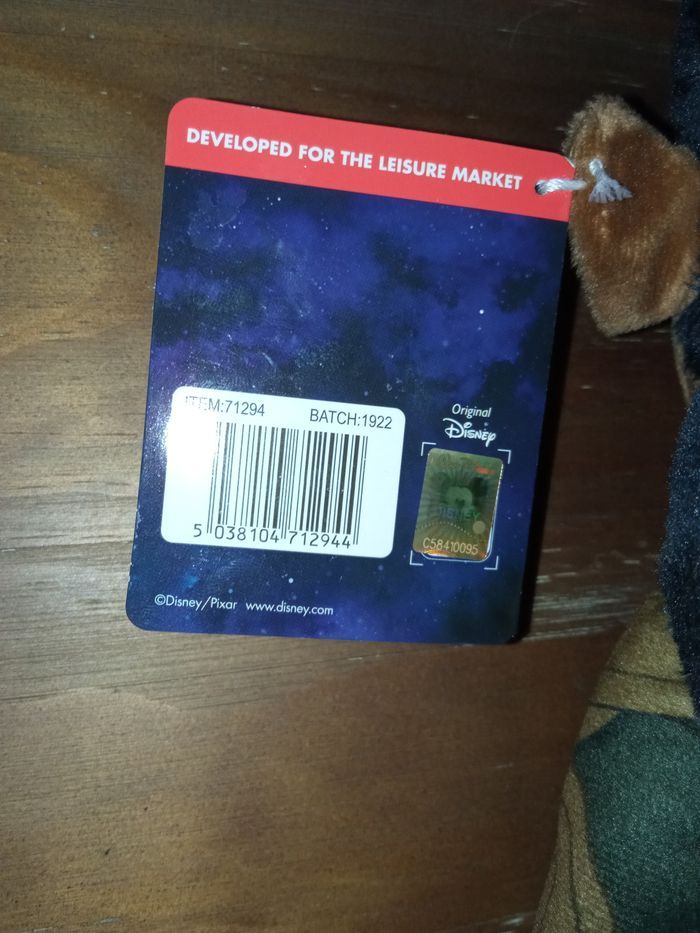 DEVELOPED FOR THE LEISURE MARKET
ITEM:71294 BATCH:1922
5 038104 712944
Original
Disney
DISNEY
C58410095
©Disney/Pixar www.disney.com